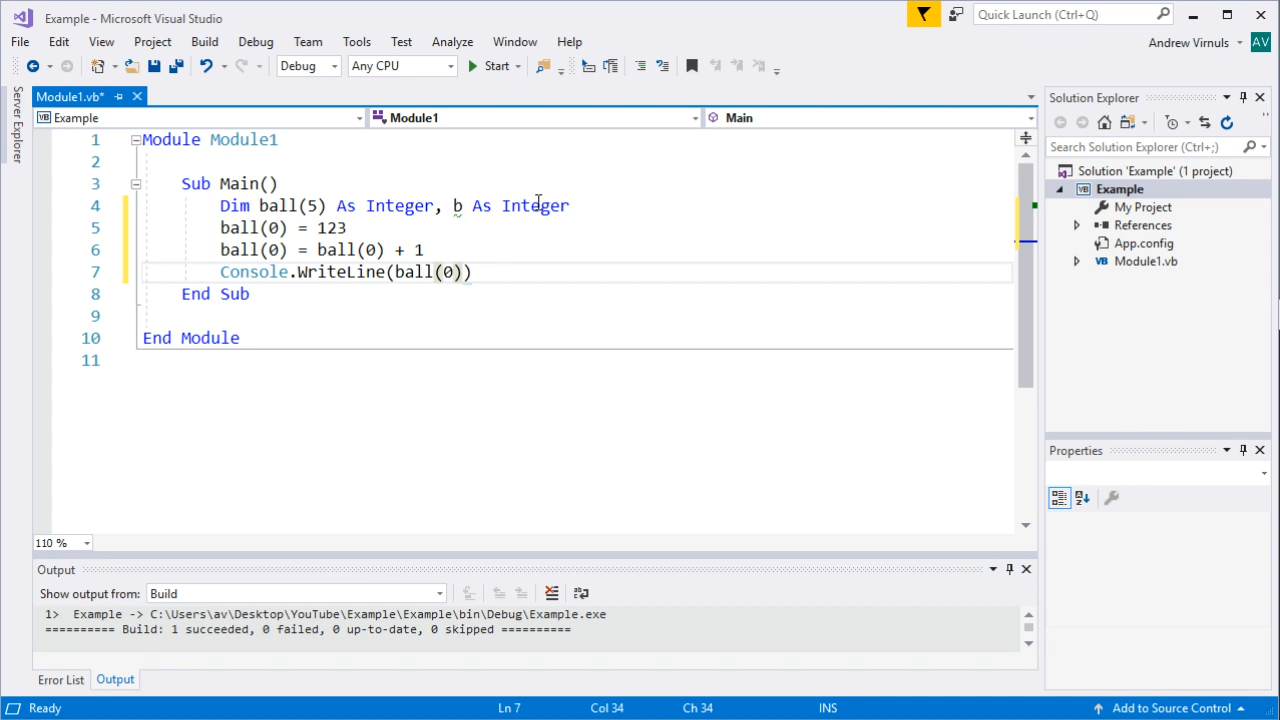 Example - Microsoft Visual Studio
Quick Launch (Ctrl+Q)
File Edit View Project Build Debug Team Tools Test Analyze Window Help
Andrew Virnuls AV
Debug Any CPU Start
Server Explorer
Module1.vb*
Example Module1 Main
1 Module Module1
2
3 Sub Main()
4 Dim ball(5) As Integer, b As Integer
5 ball(0) = 123
6 ball(0) = ball(0) + 1
7 Console.WriteLine(ball(0))
8 End Sub
9
10 End Module
11
110 %
Solution Explorer
Search Solution Explorer (Ctrl+;)
Solution 'Example' (1 project)
Example
My Project
References
App.config
Module1.vb
Properties
Output
Show output from: Build
1> Example -> C:\Users\av\Desktop\YouTube\Example\Example\bin\Debug\Example.exe
========== Build: 1 succeeded, 0 failed, 0 up-to-date, 0 skipped ==========
Error List Output
Ready Ln 7 Col 34 Ch 34 INS Add to Source Control